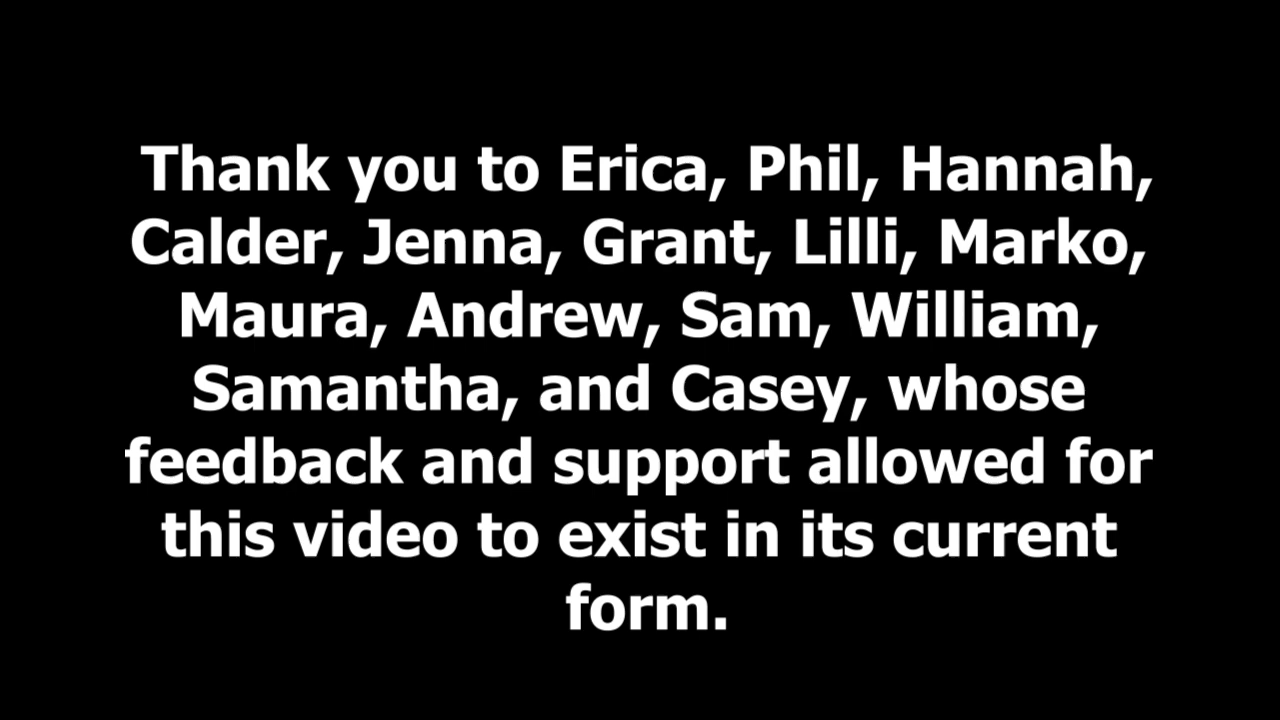 Thank you to Erica, Phil, Hannah,
Calder, Jenna, Grant, Lilli, Marko,
Maura, Andrew, Sam, William,
Samantha, and Casey, whose
feedback and support allowed for
this video to exist in its current
form.